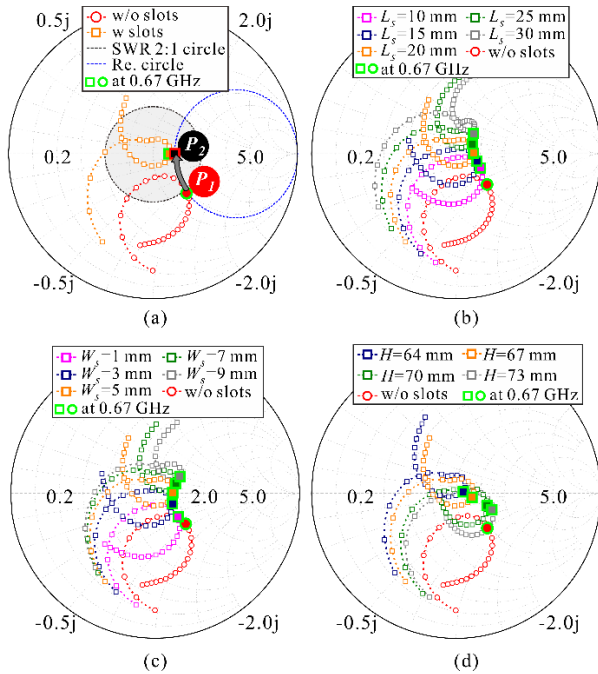 w/o slots
w slots
SWR 2:1 circle
Re. circle
at 0.67 GHz
0.5j
2.0j
0.2
5.0
P2
P1
-0.5j
-2.0j
(a)
Ls=10 mm
Ls=25 mm
Ls=15 mm
Ls=30 mm
Ls=20 mm
w/o slots
at 0.67 GHz
0.5j
2.0j
0.2
5.0
-0.5j
-2.0j
(b)
Ws=1 mm
Ws=7 mm
Ws=3 mm
Ws=9 mm
Ws=5 mm
w/o slots
at 0.67 GHz
0.2
2.0
5.0
-0.5j
-2.0j
(c)
H=64 mm
H=67 mm
H=70 mm
H=73 mm
w/o slots
at 0.67 GHz
0.2
5.0
-0.5j
-2.0j
(d)